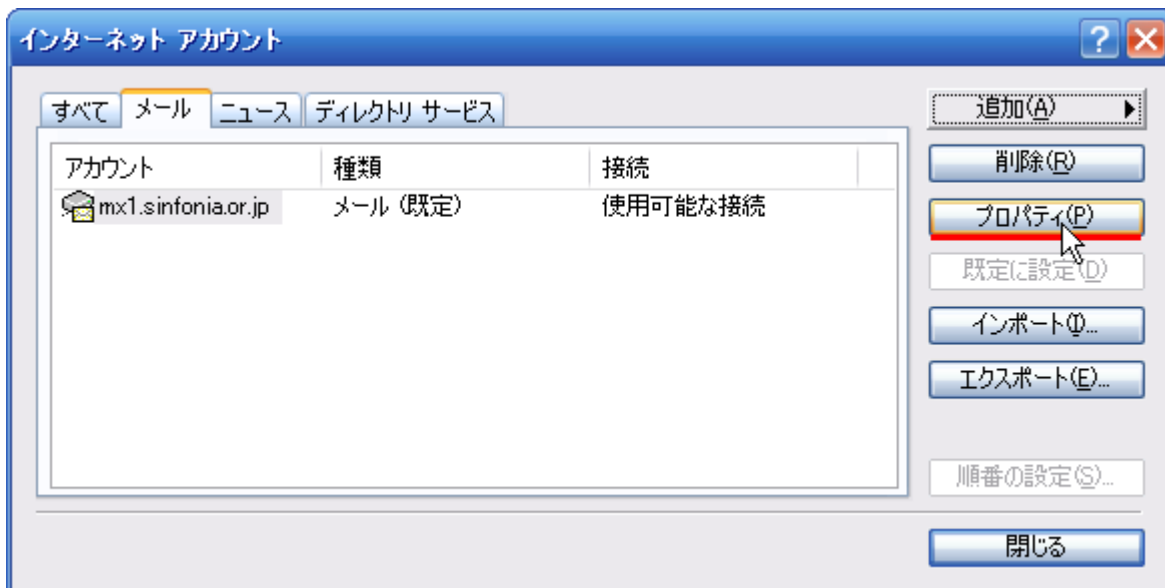 インターネット アカウント
すべて メール ニュース ディレクトリ サービス
追加(A)
アカウント 種類 接続
削除(R)
mx1.sinfonia.or.jp メール (既定) 使用可能な接続
プロパティ(P)
既定に設定(D)
インポート(I)...
エクスポート(E)...
順番の設定(S)...
閉じる